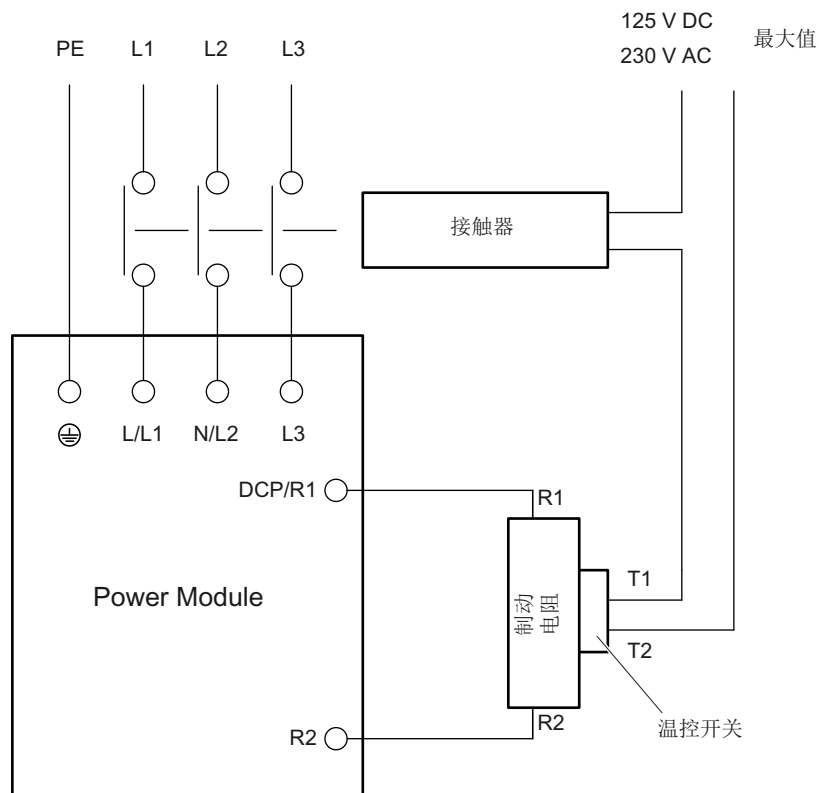 125 V DC
230 V AC
最大值
PE
L1
L2
L3
接触器
L/L1
N/L2
L3
DCP/R1
R1
Power Module
制动
电阻
T1
T2
R2
R2
温控开关